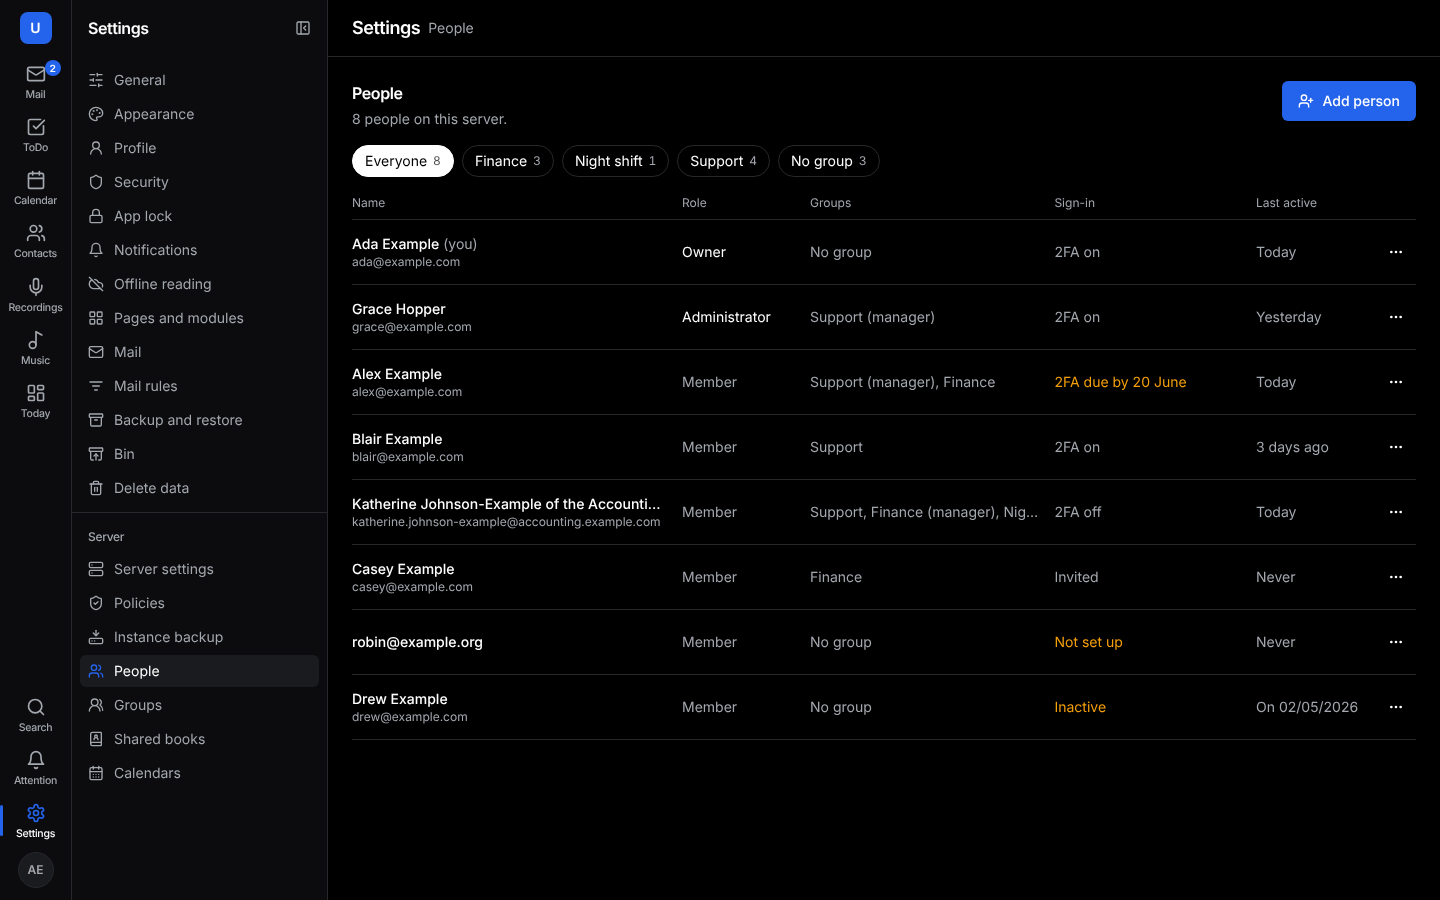 U
Mail 2
ToDo
Calendar
Contacts
Recordings
Music
Today
Search
Attention
Settings
AE
Settings
General
Appearance
Profile
Security
App lock
Notifications
Offline reading
Pages and modules
Mail
Mail rules
Backup and restore
Bin
Delete data
Server
Server settings
Policies
Instance backup
People
Groups
Shared books
Calendars
Settings People
People
8 people on this server.
Add person
Everyone 8 Finance 3 Night shift 1 Support 4 No group 3
Name Role Groups Sign-in Last active
Ada Example (you)
ada@example.com
Owner No group 2FA on Today
Grace Hopper
grace@example.com
Administrator Support (manager) 2FA on Yesterday
Alex Example
alex@example.com
Member Support (manager), Finance 2FA due by 20 June Today
Blair Example
blair@example.com
Member Support 2FA on 3 days ago
Katherine Johnson-Example of the Accounti...
katherine.johnson-example@accounting.example.com
Member Support, Finance (manager), Nig... 2FA off Today
Casey Example
casey@example.com
Member Finance Invited Never
robin@example.org Member No group Not set up Never
Drew Example
drew@example.com
Member No group Inactive On 02/05/2026